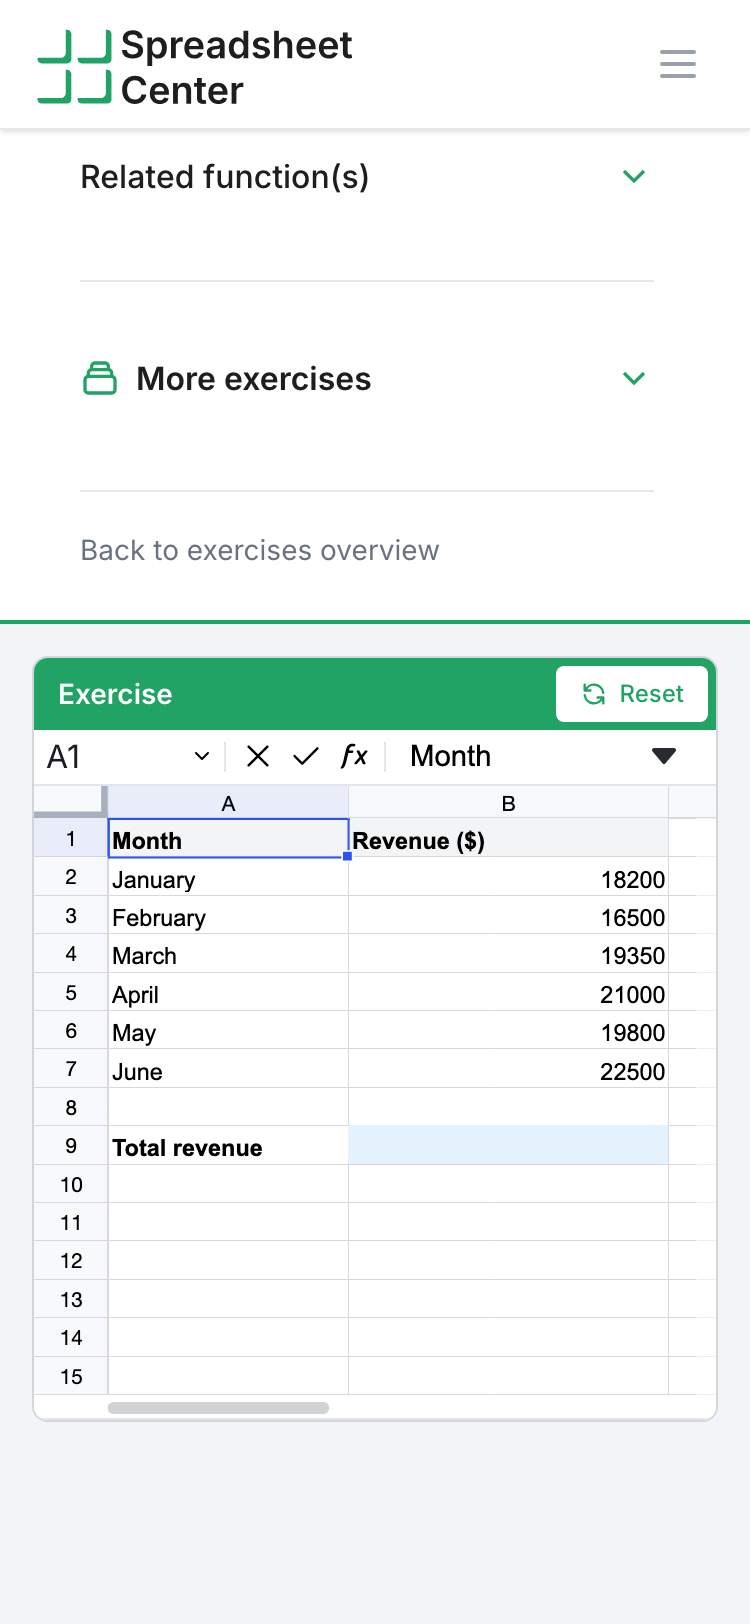 Spreadsheet
Center
Related function(s)
More exercises
Back to exercises overview
Exercise
Reset
A1 fx Month
A B
1 Month Revenue ($)
2 January 18200
3 February 16500
4 March 19350
5 April 21000
6 May 19800
7 June 22500
8
9 Total revenue
10
11
12
13
14
15